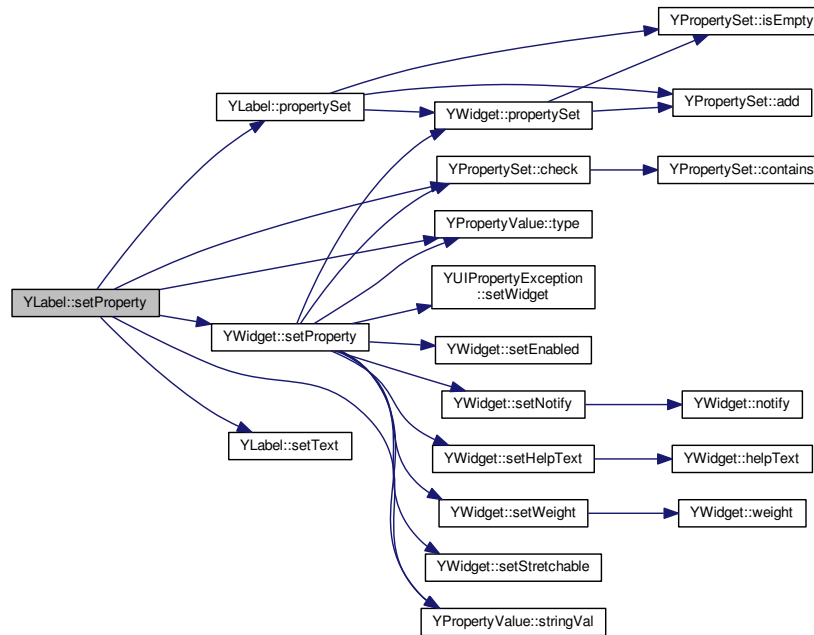 YPropertySet::isEmpty
YLabel::propertySet
YPropertySet::add
YWidget::propertySet
YPropertySet::check
YPropertySet::contains
YPropertyValue::type
YUIPropertyException
::setWidget
YLabel::setProperty
YWidget::setProperty
YWidget::setEnabled
YWidget::setNotify
YWidget::notify
YLabel::setText
YWidget::setHelpText
YWidget::helpText
YWidget::setWeight
YWidget::weight
YWidget::setStretchable
YPropertyValue::stringVal